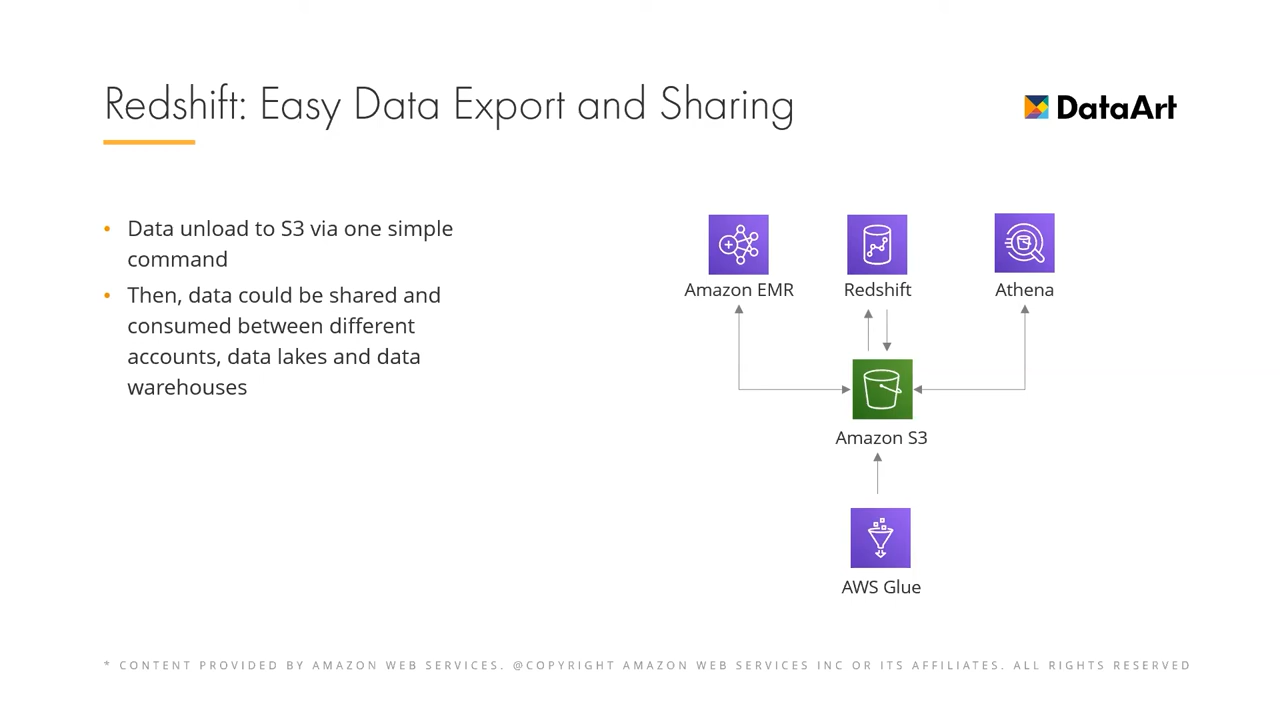 Redshift: Easy Data Export and Sharing
DataArt
• Data unload to S3 via one simple
command
• Then, data could be shared and
consumed between different
accounts, data lakes and data
warehouses
Amazon EMR
Redshift
Athena
Amazon S3
AWS Glue
* CONTENT PROVIDED BY AMAZON WEB SERVICES. @COPYRIGHT AMAZON WEB SERVICES INC OR ITS AFFILIATES. ALL RIGHTS RESERVED